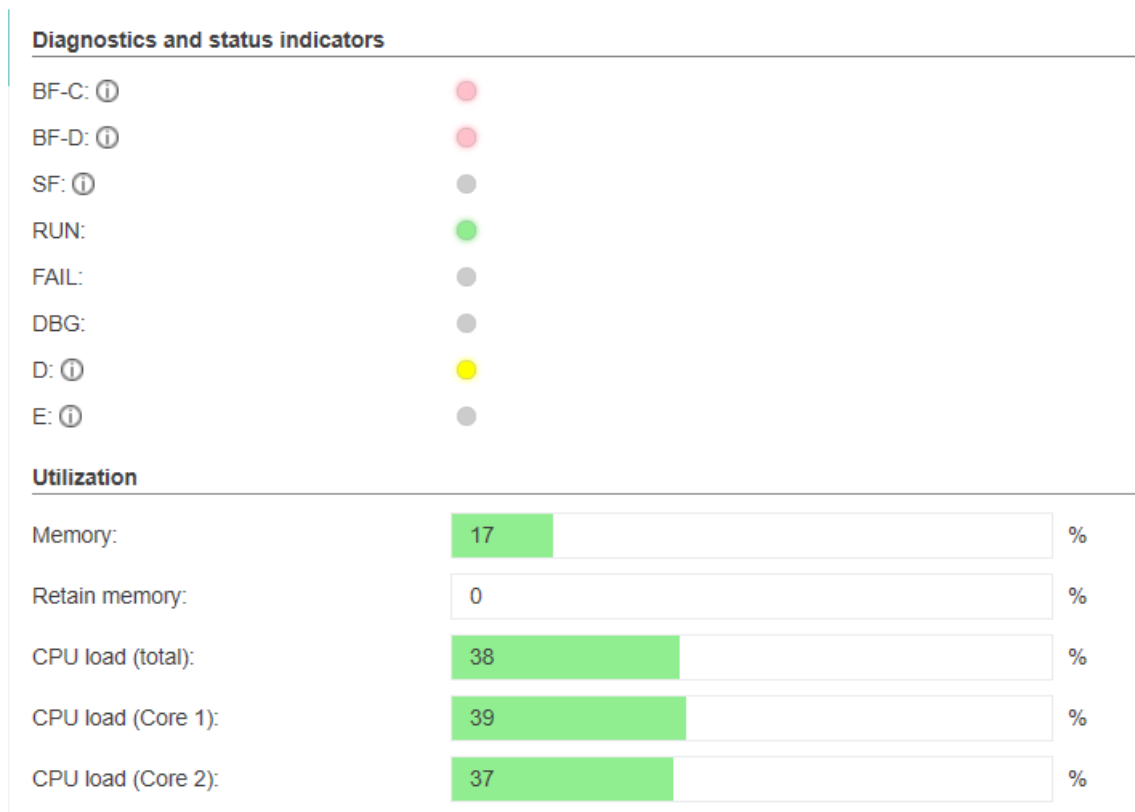 Diagnostics and status indicators
BF-C: ⓘ
BF-D: ⓘ
SF: ⓘ
RUN:
FAIL:
DBG:
D: ⓘ
E: ⓘ
Utilization
Memory: 17 %
Retain memory: 0 %
CPU load (total): 38 %
CPU load (Core 1): 39 %
CPU load (Core 2): 37 %